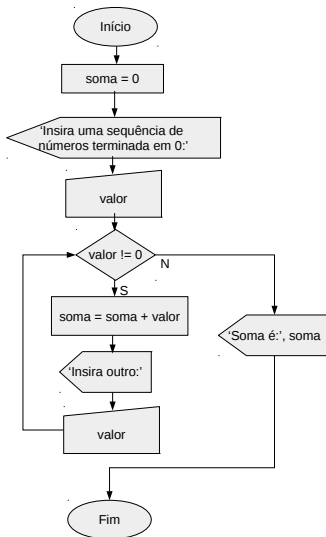 Início
soma = 0
'Insira uma sequência de
números terminada em 0:'
valor
valor != 0
N
S
soma = soma + valor
'Soma é:', soma
'Insira outro:'
valor
Fim